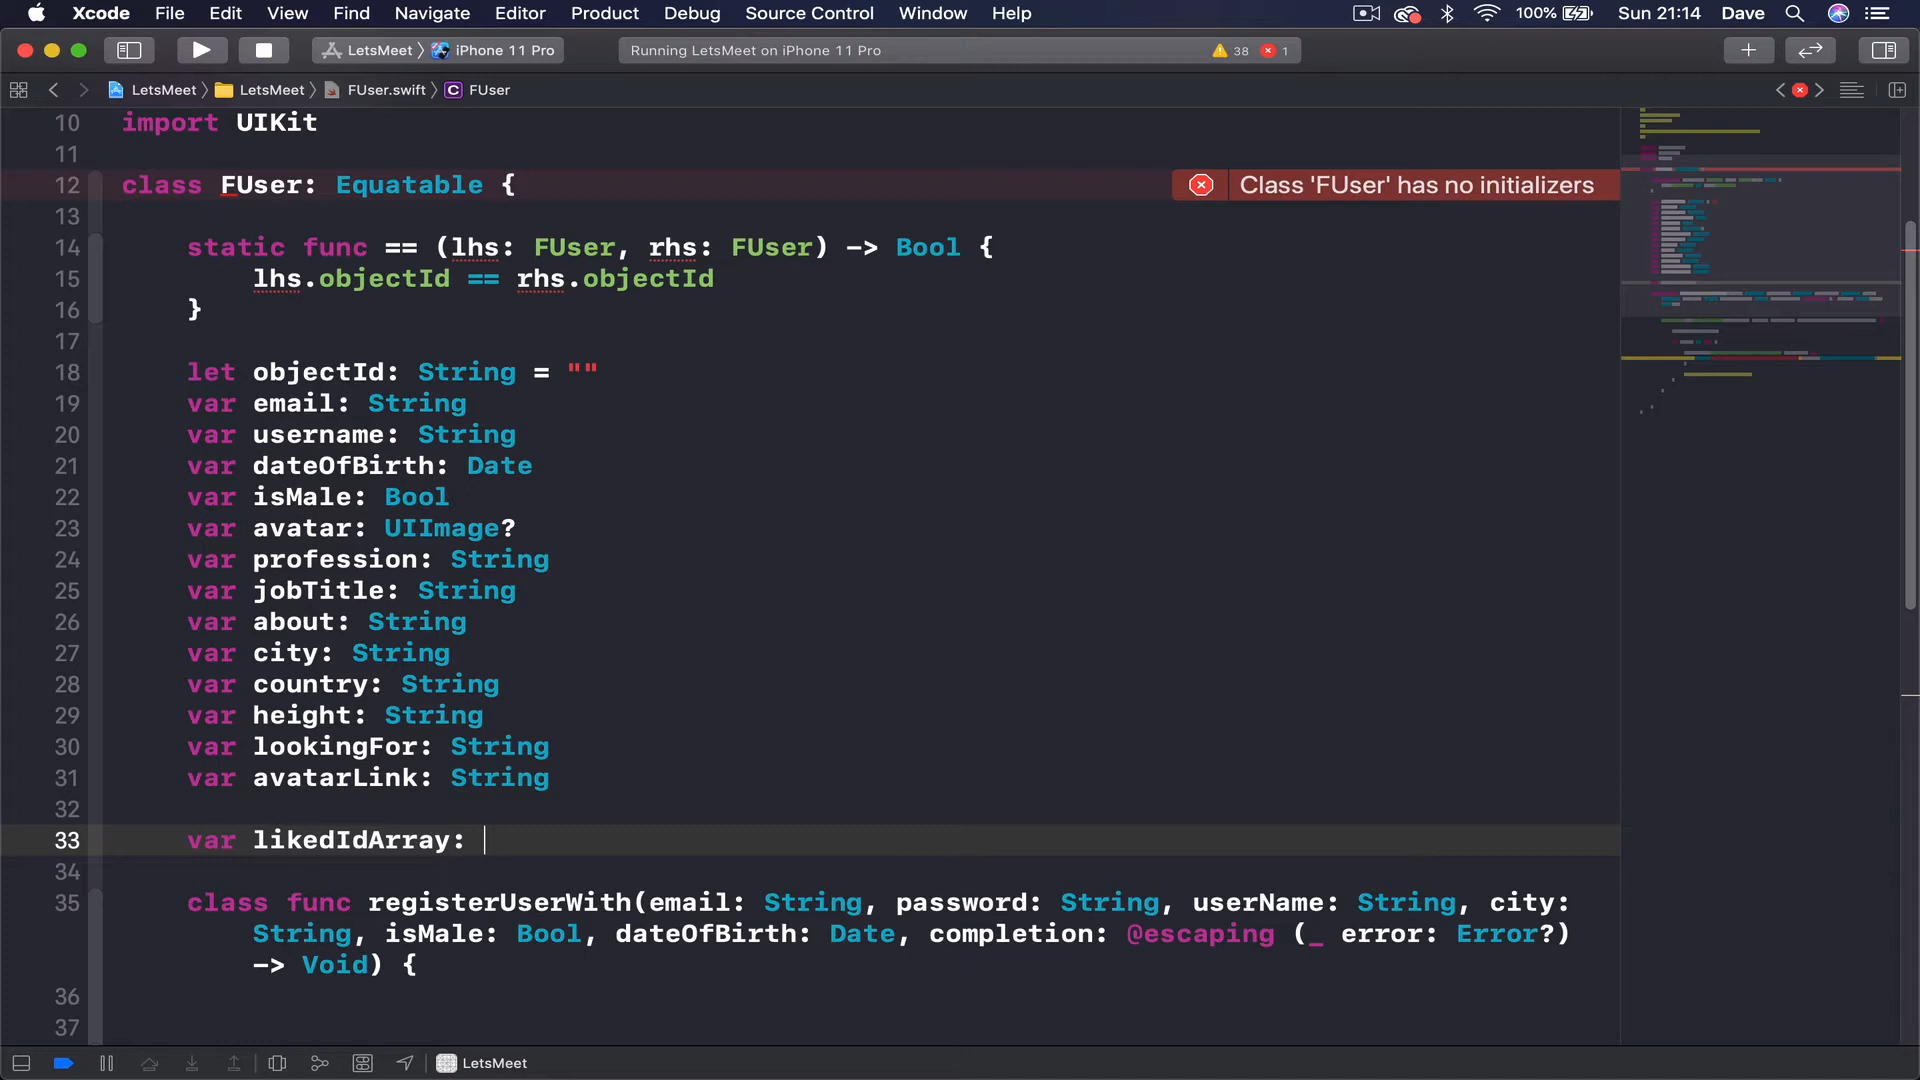 Xcode File Edit View Find Navigate Editor Product Debug Source Control Window Help 100% Sun 21:14 Dave
LetsMeet iPhone 11 Pro Running LetsMeet on iPhone 11 Pro 38 1
LetsMeet LetsMeet FUser.swift C FUser
10 import UIKit
11
12 class FUser: Equatable { Class 'FUser' has no initializers
13
14 static func == (lhs: FUser, rhs: FUser) -> Bool {
15 lhs.objectId == rhs.objectId
16 }
17
18 let objectId: String = ""
19 var email: String
20 var username: String
21 var dateOfBirth: Date
22 var isMale: Bool
23 var avatar: UIImage?
24 var profession: String
25 var jobTitle: String
26 var about: String
27 var city: String
28 var country: String
29 var height: String
30 var lookingFor: String
31 var avatarLink: String
32
33 var likedIdArray:
34
35 class func registerUserWith(email: String, password: String, userName: String, city:
String, isMale: Bool, dateOfBirth: Date, completion: @escaping (_ error: Error?)
-> Void) {
36
37
LetsMeet